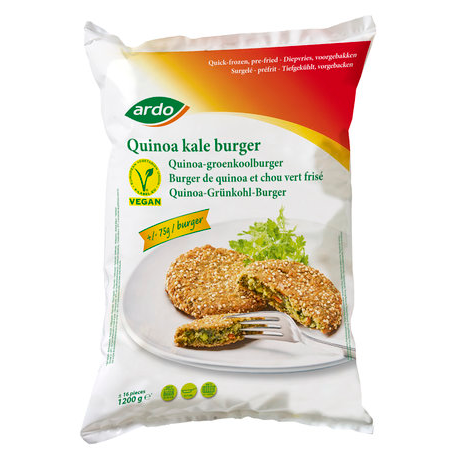 Quick-frozen, pre-fried - Diepvries, voorgebakken
Surgelé - préfrit - Tiefgekühlt, vorgebacken
ardo
Quinoa kale burger
Quinoa-groenkoolburger
Burger de quinoa et chou vert frisé
Quinoa-Grünkohl-Burger
VEGAN
+/- 75g / burger
± 16 pieces
1200 g e